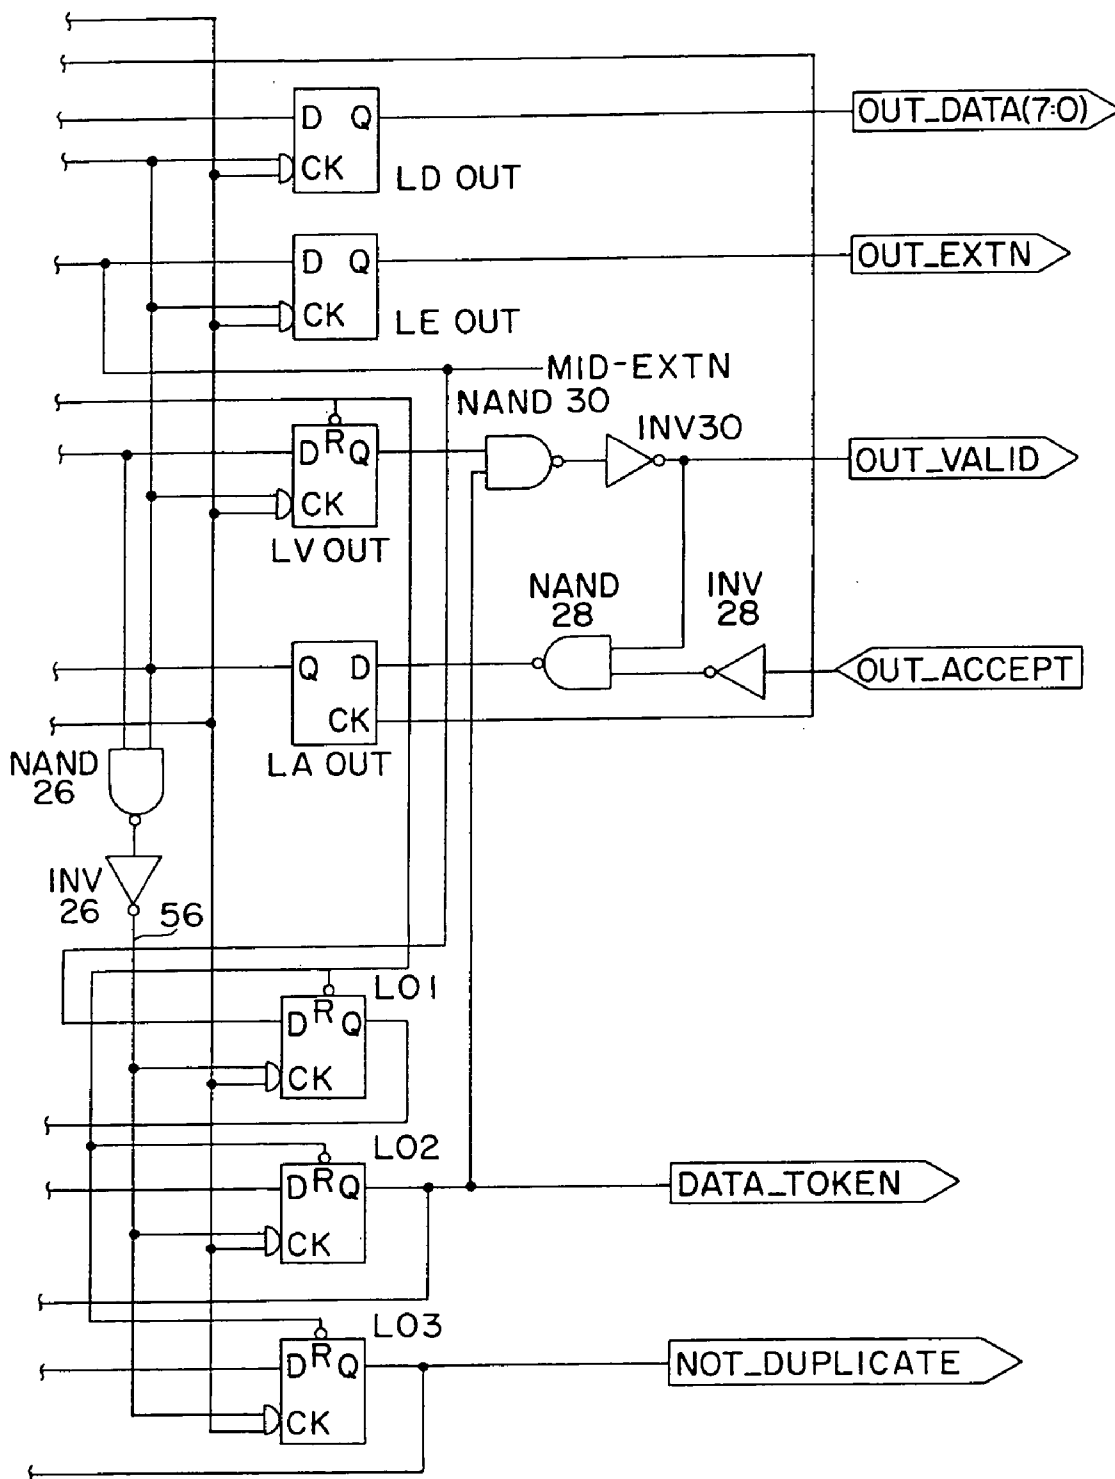 D Q
OUT_DATA(7:0)
CK
LD OUT
D Q
OUT_EXTN
CK
LE OUT
MID-EXTN
NAND 30
INV30
D R Q
OUT_VALID
CK
LV OUT
NAND
28
INV
28
Q D
OUT_ACCEPT
CK
LA OUT
NAND
26
INV
26
56
LO1
D R Q
CK
LO2
D R Q
DATA_TOKEN
CK
LO3
D R Q
NOT_DUPLICATE
CK